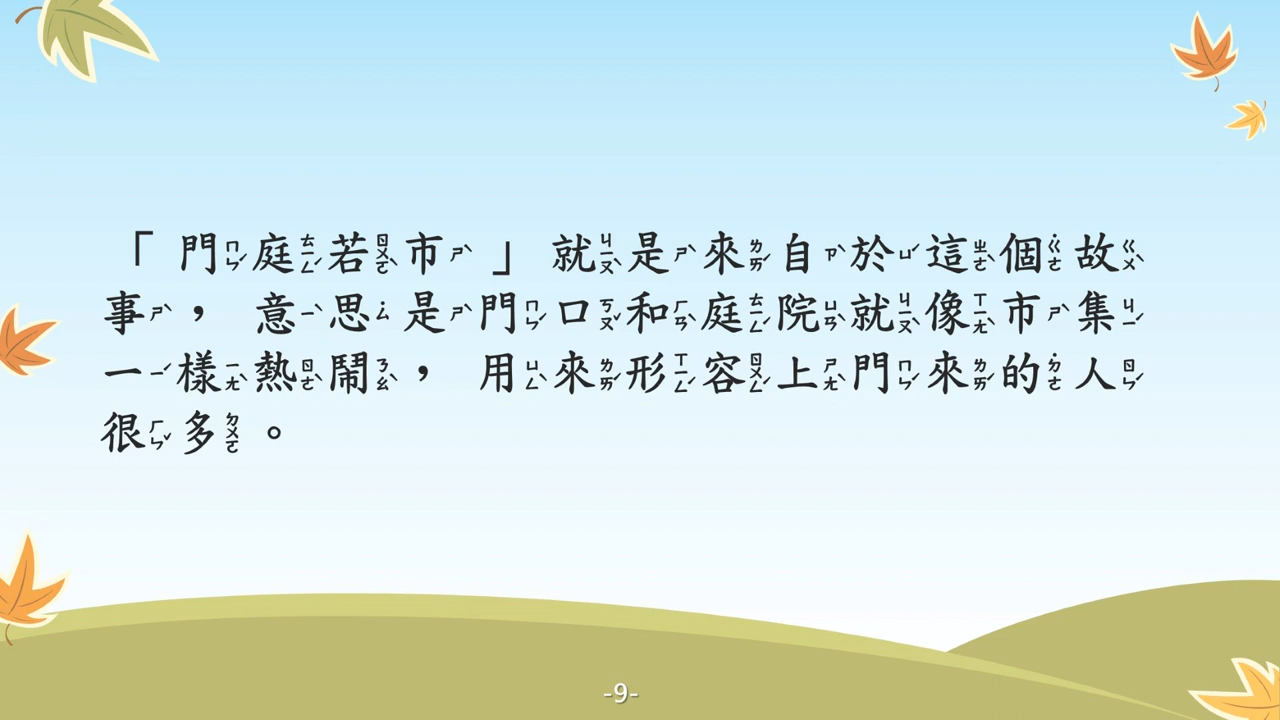 「門庭若市」就是來自於這個故
事，意思是門口和庭院就像市集
一樣熱鬧，用來形容上門來的人
很多。
-9-